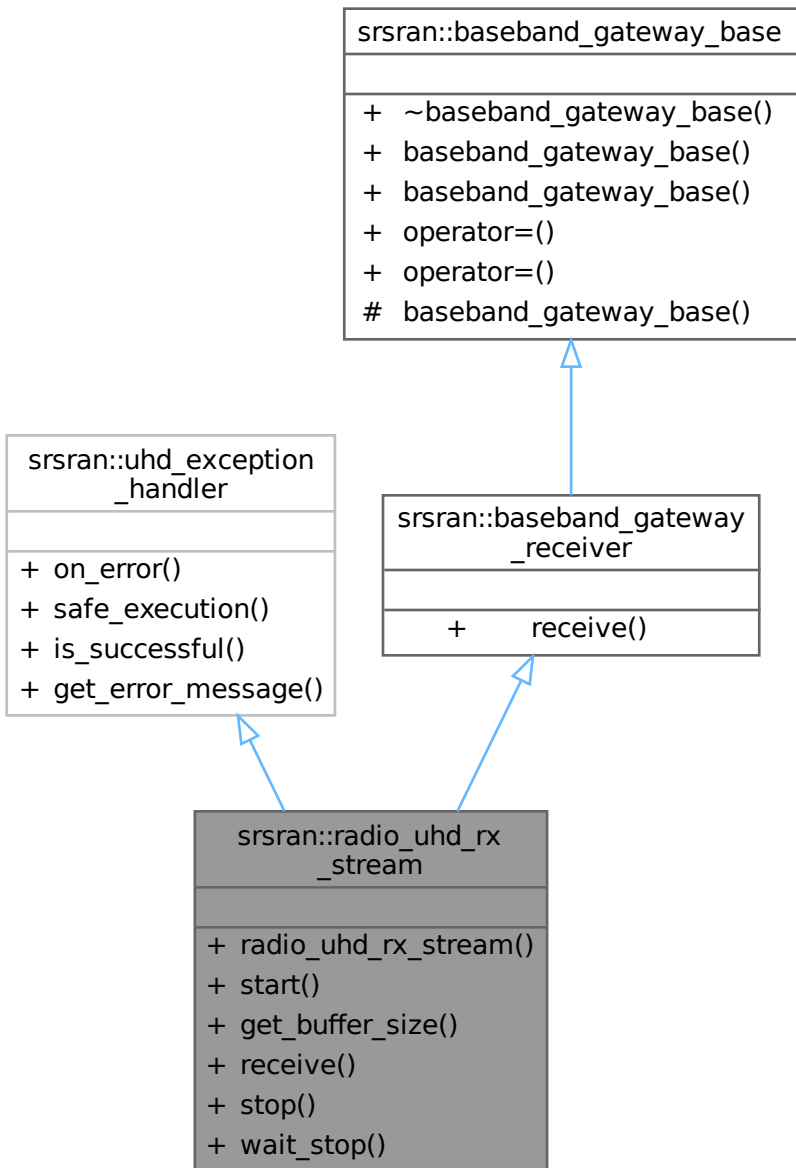 srsran::baseband_gateway_base
+ ~baseband_gateway_base()
+ baseband_gateway_base()
+ baseband_gateway_base()
+ operator=()
+ operator=()
# baseband_gateway_base()
srsran::uhd_exception
_handler
+ on_error()
+ safe_execution()
+ is_successful()
+ get_error_message()
srsran::baseband_gateway
_receiver
+ receive()
srsran::radio_uhd_rx
_stream
+ radio_uhd_rx_stream()
+ start()
+ get_buffer_size()
+ receive()
+ stop()
+ wait_stop()